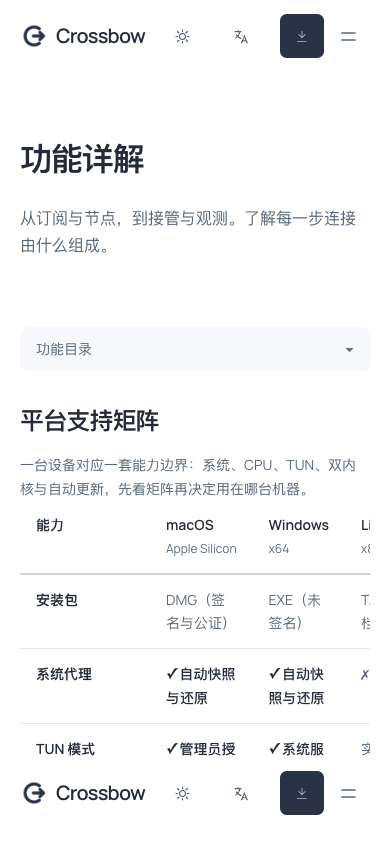 Crossbow
功能详解
从订阅与节点，到接管与观测。了解每一步连接
由什么组成。
功能目录
平台支持矩阵
一台设备对应一套能力边界：系统、CPU、TUN、双内
核与自动更新，先看矩阵再决定用在哪台机器。
能力 macOS Windows
Apple Silicon x64
安装包 DMG（签 EXE（未
名与公证） 签名）
系统代理 ✓自动快照 ✓自动快 ✗
与还原 照与还原
TUN 模式 ✓管理员授 ✓系统服
Crossbow